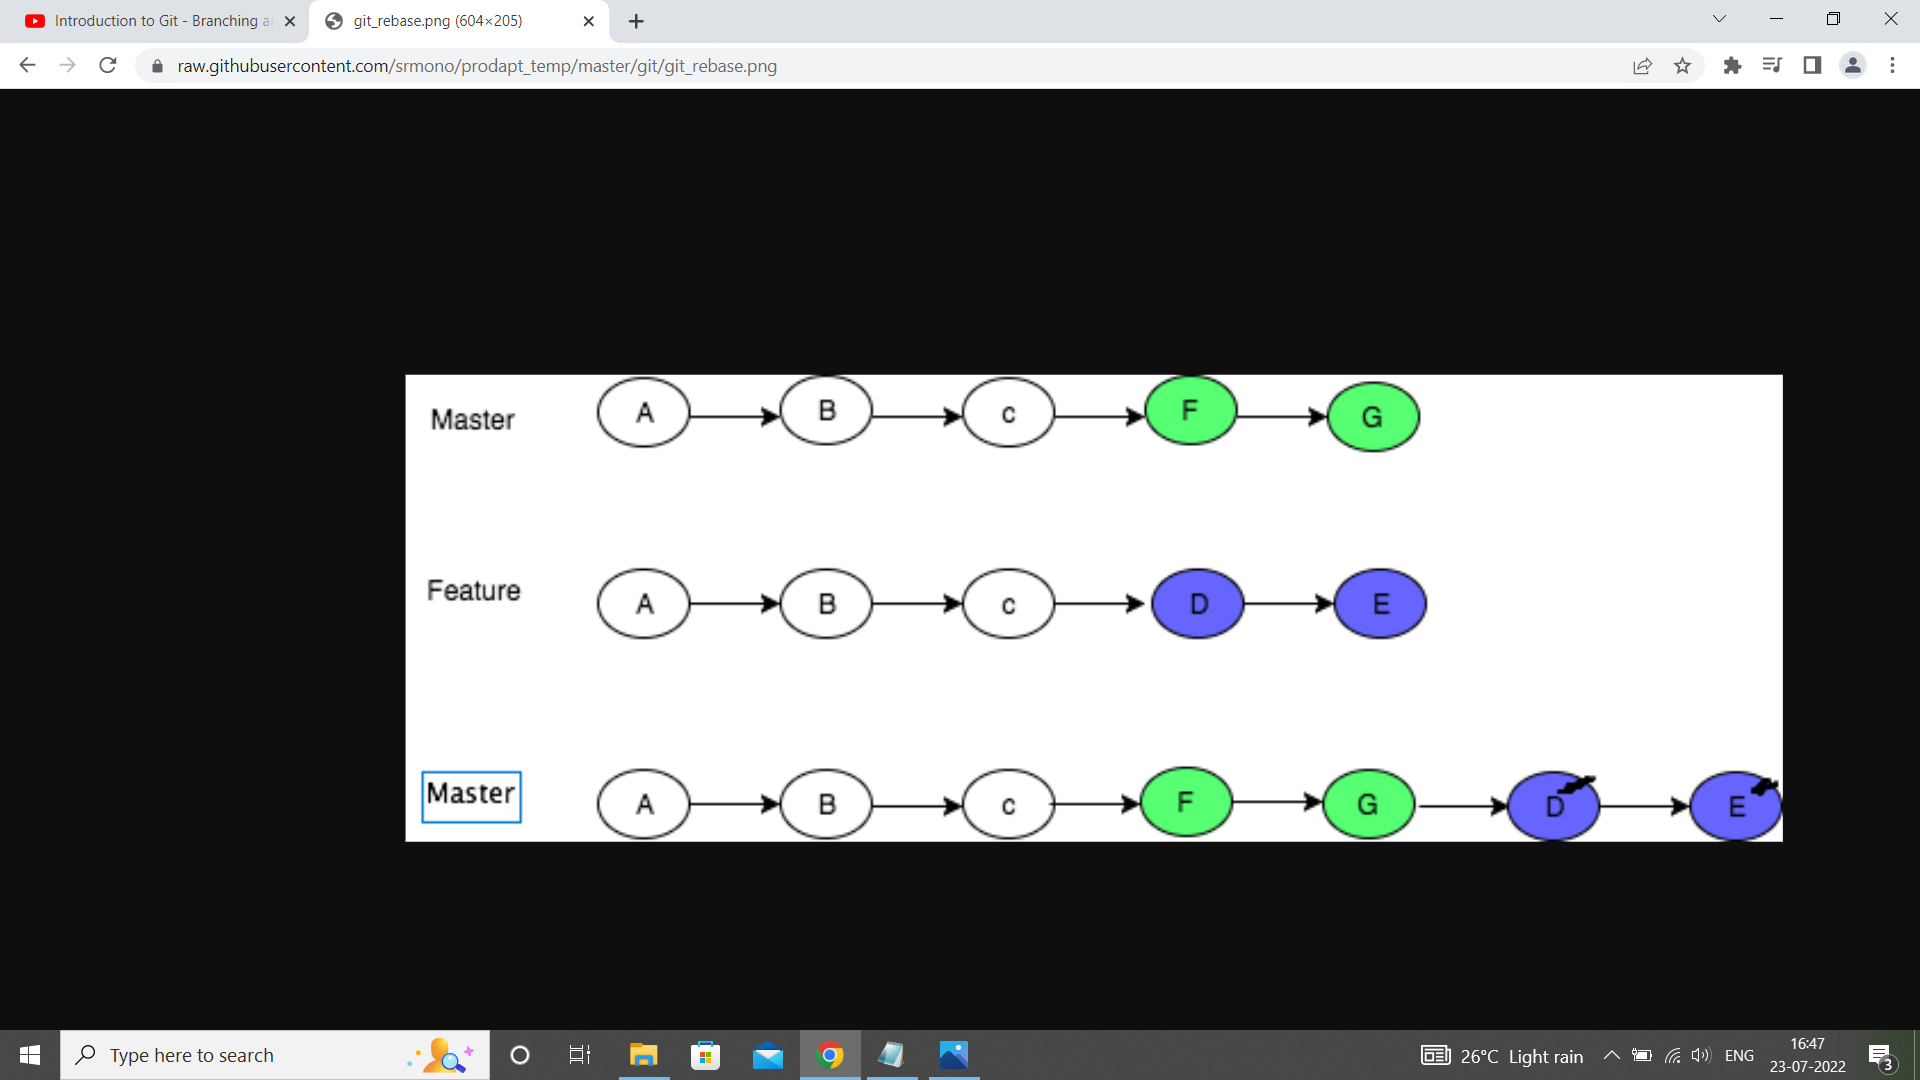 Introduction to Git - Branching a
git_rebase.png (604×205)
raw.githubusercontent.com/srmono/prodapt_temp/master/git/git_rebase.png
Master A B c F G
Feature A B c D E
Master A B c F G D E
Type here to search
26°C Light rain
ENG
16:47
23-07-2022
3